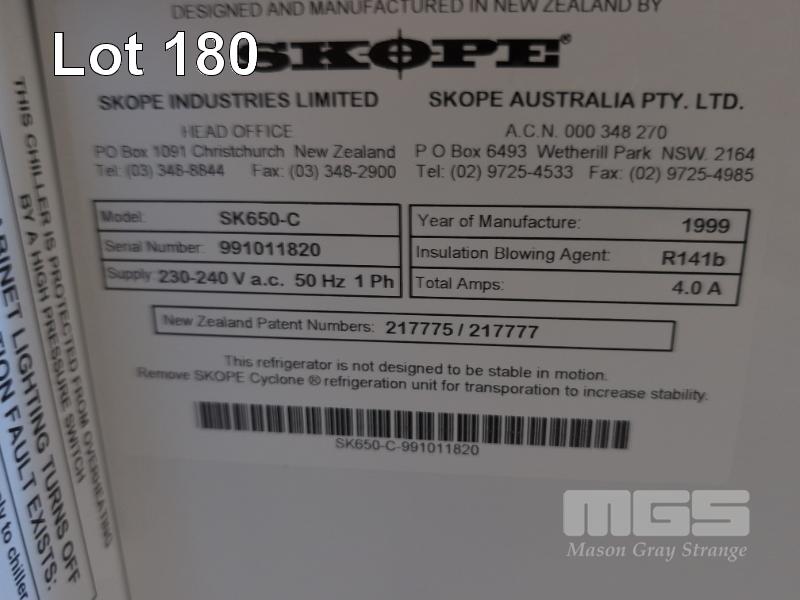 Lot 180
DESIGNED AND MANUFACTURED IN NEW ZEALAND BY
SKOPE®
SKOPE INDUSTRIES LIMITED SKOPE AUSTRALIA PTY. LTD.
HEAD OFFICE A.C.N. 000 348 270
PO Box 1091 Christchurch New Zealand P O Box 6493 Wetherill Park NSW. 2164
Tel: (03) 348-8844 Fax: (03) 348-2900 Tel: (02) 9725-4533 Fax: (02) 9725-4985
Model: SK650-C
Serial Number: 991011820
Supply: 230-240 V a.c. 50 Hz 1 Ph
Year of Manufacture: 1999
Insulation Blowing Agent: R141b
Total Amps: 4.0 A
New Zealand Patent Numbers: 217775 / 217777
This refrigerator is not designed to be stable in motion.
Remove SKOPE Cyclone ® refrigeration unit for transporation to increase stability.
SK650-C-991011820
THIS CHILLER IS PROTECTED FROM OVERHEATING
BY A HIGH PRESSURE SWITCH
ABINET LIGHTING TURNS OFF
TION FAULT EXISTS:
ly to chiller
MGS
Mason Gray Strange